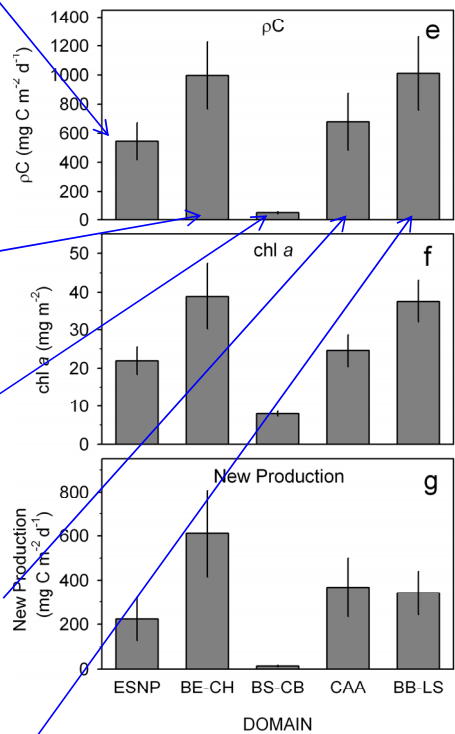 ρC
e
1400
1200
1000
800
600
400
200
0
ρC (mg C m-2 d-1)
chl a
f
50
40
30
20
10
0
chl a (mg m-2)
New Production
g
800
600
400
200
0
New Production
(mg C m-2 d-1)
ESNP BE-CH BS-CB CAA BB-LS
DOMAIN